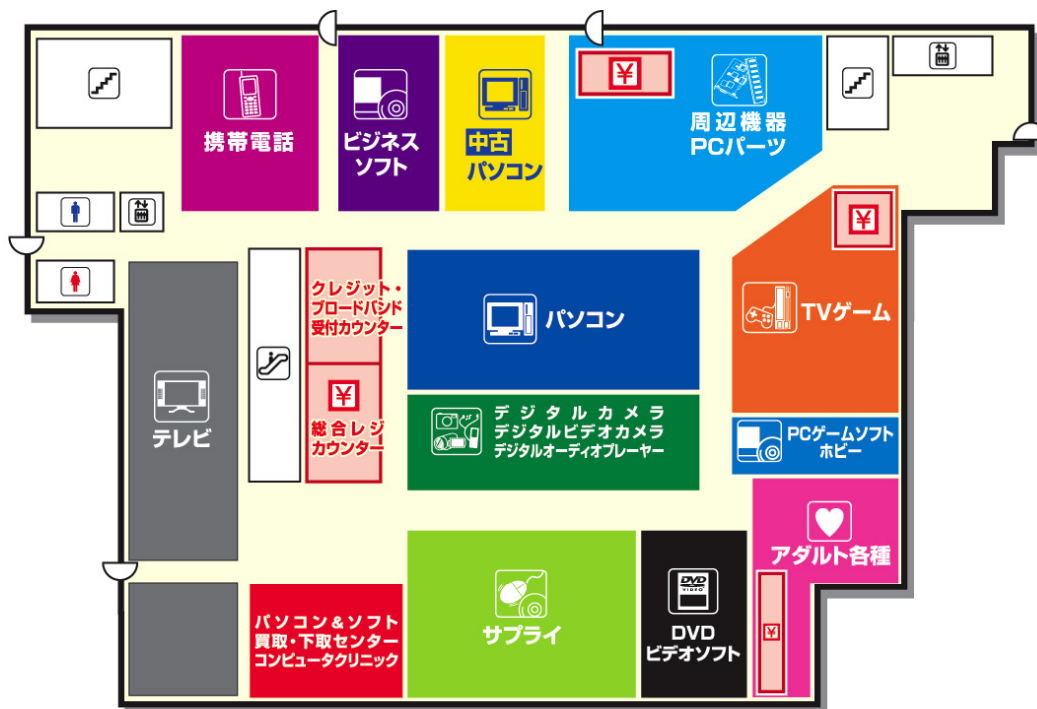 携帯電話
ビジネス
ソフト
中古
パソコン
¥
周辺機器
PCパーツ
クレジット・
ブロードバンド
受付カウンター
¥
総合レジ
カウンター
パソコン
¥
TVゲーム
テレビ
デジタルカメラ
デジタルビデオカメラ
デジタルオーディオプレーヤー
PCゲームソフト
ホビー
アダルト各種
¥
パソコン&ソフト
買取・下取センター
コンピュータクリニック
サプライ
DVD
VIDEO
DVD
ビデオソフト